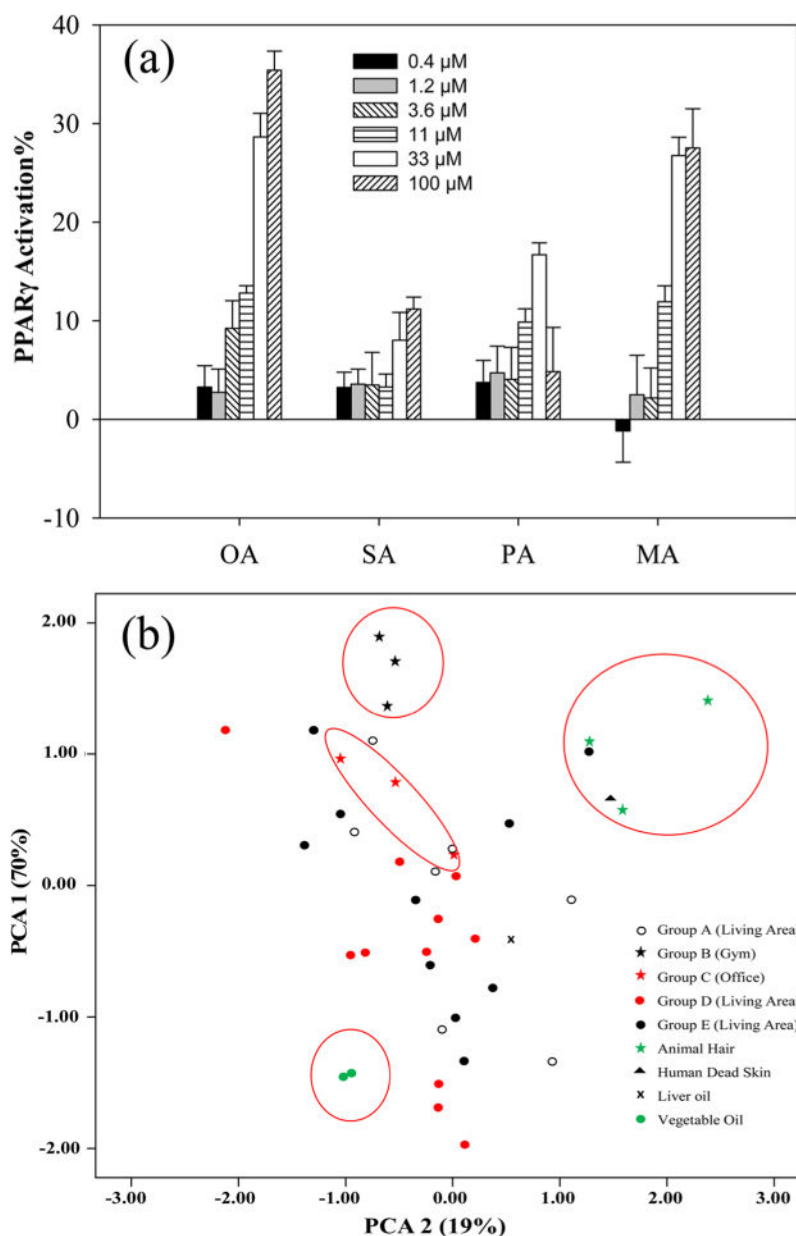 (a)
40
30
20
10
0
-10
PPARγ Activation%
0.4 µM
1.2 µM
3.6 µM
11 µM
33 µM
100 µM
OA SA PA MA
(b)
2.00
1.00
0.00
-1.00
-2.00
PCA 1 (70%)
Group A (Living Area)
Group B (Gym)
Group C (Office)
Group D (Living Area)
Group E (Living Area)
Animal Hair
Human Dead Skin
x Liver oil
Vegetable Oil
-3.00 -2.00 -1.00 0.00 1.00 2.00 3.00
PCA 2 (19%)